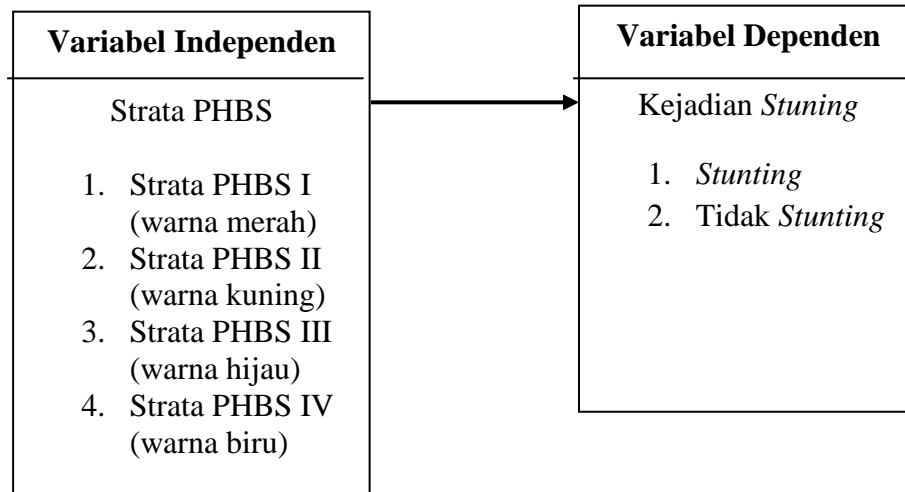 Variabel Independen
Strata PHBS
1. Strata PHBS I
(warna merah)
2. Strata PHBS II
(warna kuning)
3. Strata PHBS III
(warna hijau)
4. Strata PHBS IV
(warna biru)
Variabel Dependen
Kejadian Stuning
1. Stunting
2. Tidak Stunting